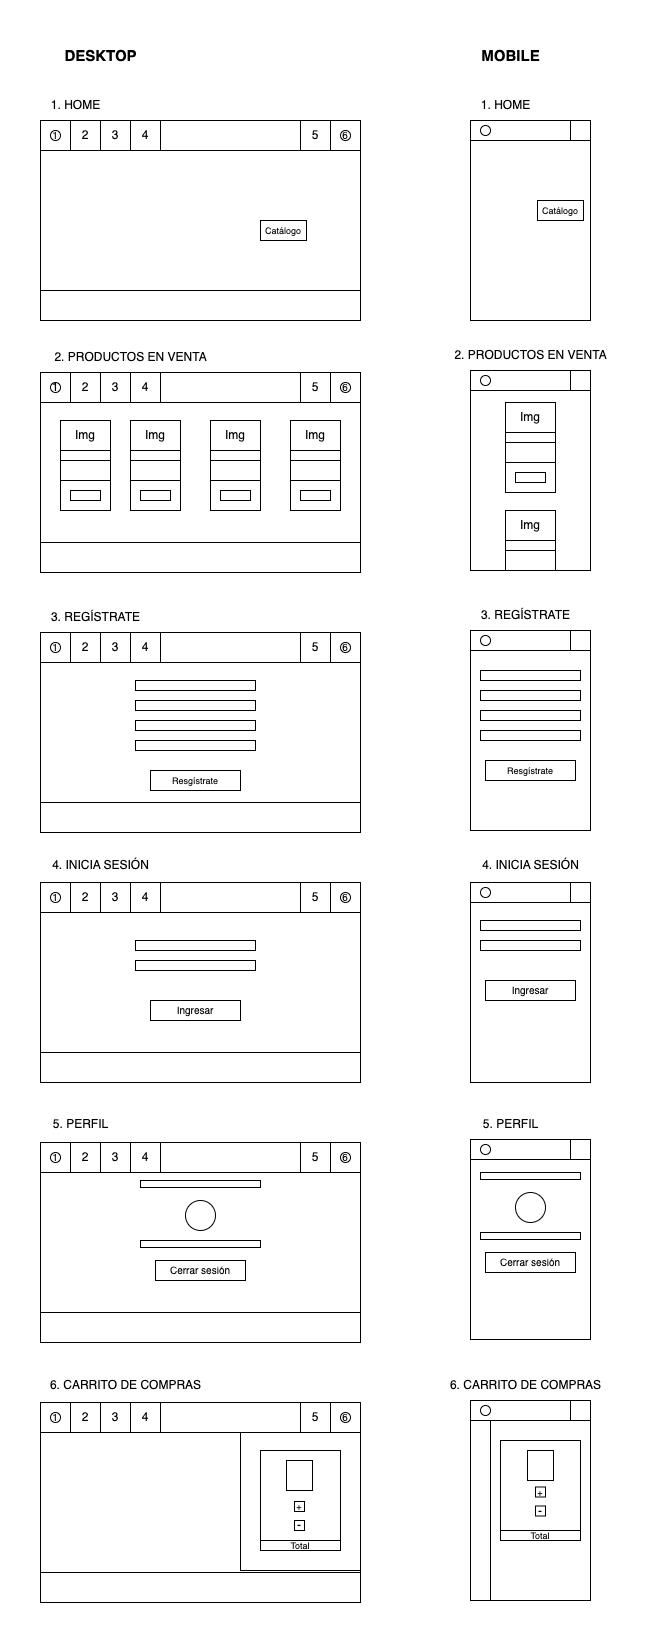 DESKTOP
MOBILE
1. HOME
1 2 3 4 5 6
Catálogo
1. HOME
Catálogo
2. PRODUCTOS EN VENTA
1 2 3 4 5 6
Img Img Img Img
2. PRODUCTOS EN VENTA
Img
Img
3. REGÍSTRATE
1 2 3 4 5 6
Resgístrate
3. REGÍSTRATE
Resgístrate
4. INICIA SESIÓN
1 2 3 4 5 6
Ingresar
4. INICIA SESIÓN
Ingresar
5. PERFIL
1 2 3 4 5 6
Cerrar sesión
5. PERFIL
Cerrar sesión
6. CARRITO DE COMPRAS
1 2 3 4 5 6
+
-
Total
6. CARRITO DE COMPRAS
+
-
Total